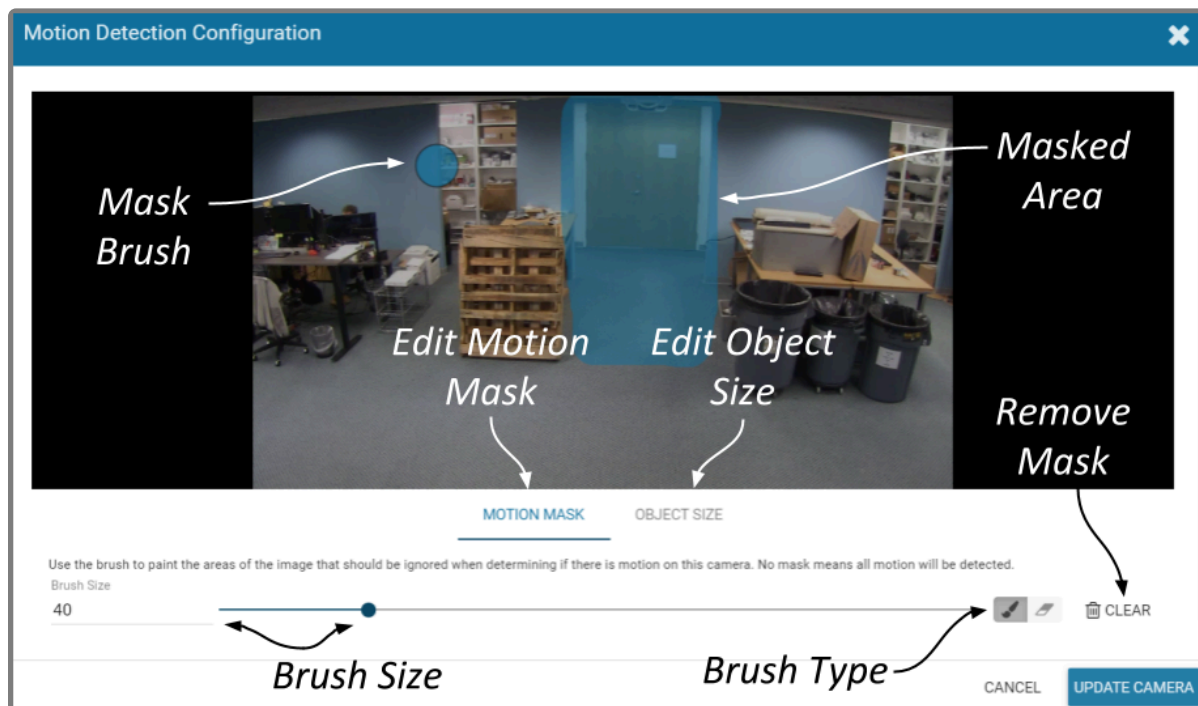 Motion Detection Configuration
Mask
Brush
Masked
Area
Edit Motion
Mask
Edit Object
Size
Remove
Mask
MOTION MASK
OBJECT SIZE
Use the brush to paint the areas of the image that should be ignored when determining if there is motion on this camera. No mask means all motion will be detected.
Brush Size
40
CLEAR
Brush Size
Brush Type
CANCEL
UPDATE CAMERA